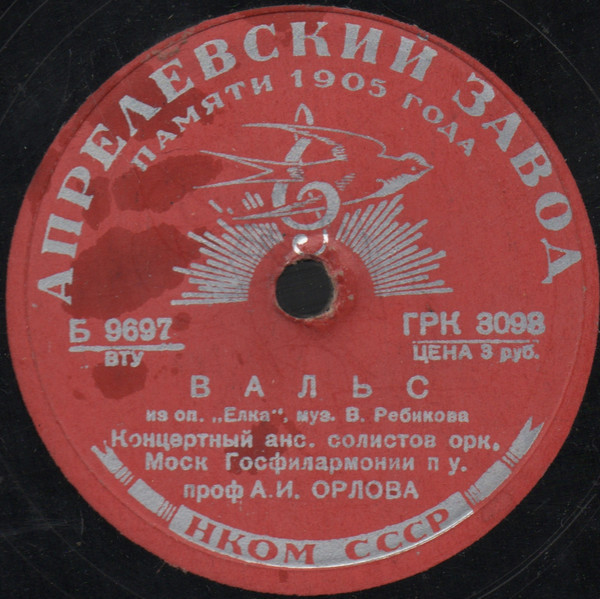 АПРЕЛЕВСКИЙ ЗАВОД
ПАМЯТИ 1905 ГОДА
Б 9697
ВТУ
ГРК 3098
ЦЕНА 3 руб.
ВАЛЬС
из оп. „Елка“, муз. В. Ребикова
Концертный анс. солистов орк.
Моск Госфилармонии п у.
проф А.И. ОРЛОВА
НКОМ СССР